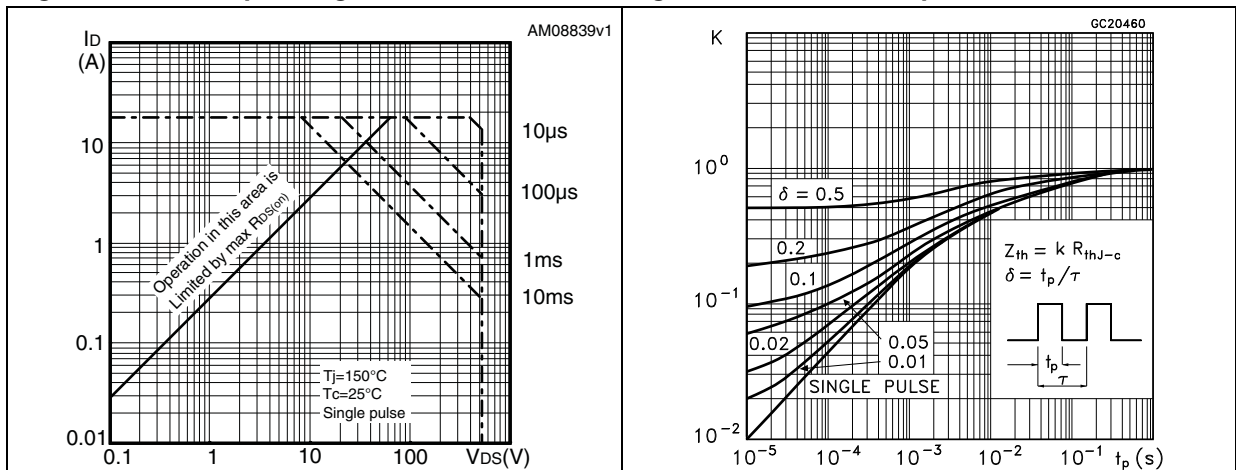 AM08839v1
ID
(A)
10
1
0.1
0.01
0.1
1
10
100
VDS(V)
10µs
100µs
1ms
10ms
Operation in this area is
Limited by max RDS(on)
Tj=150°C
Tc=25°C
Single pulse
GC20460
K
10⁰
10⁻¹
10⁻²
δ = 0.5
0.2
0.1
0.05
0.02
0.01
SINGLE PULSE
Zth = k RthJ-c
δ = tp/τ
tp
τ
10⁻⁵
10⁻⁴
10⁻³
10⁻²
10⁻¹
tp(s)